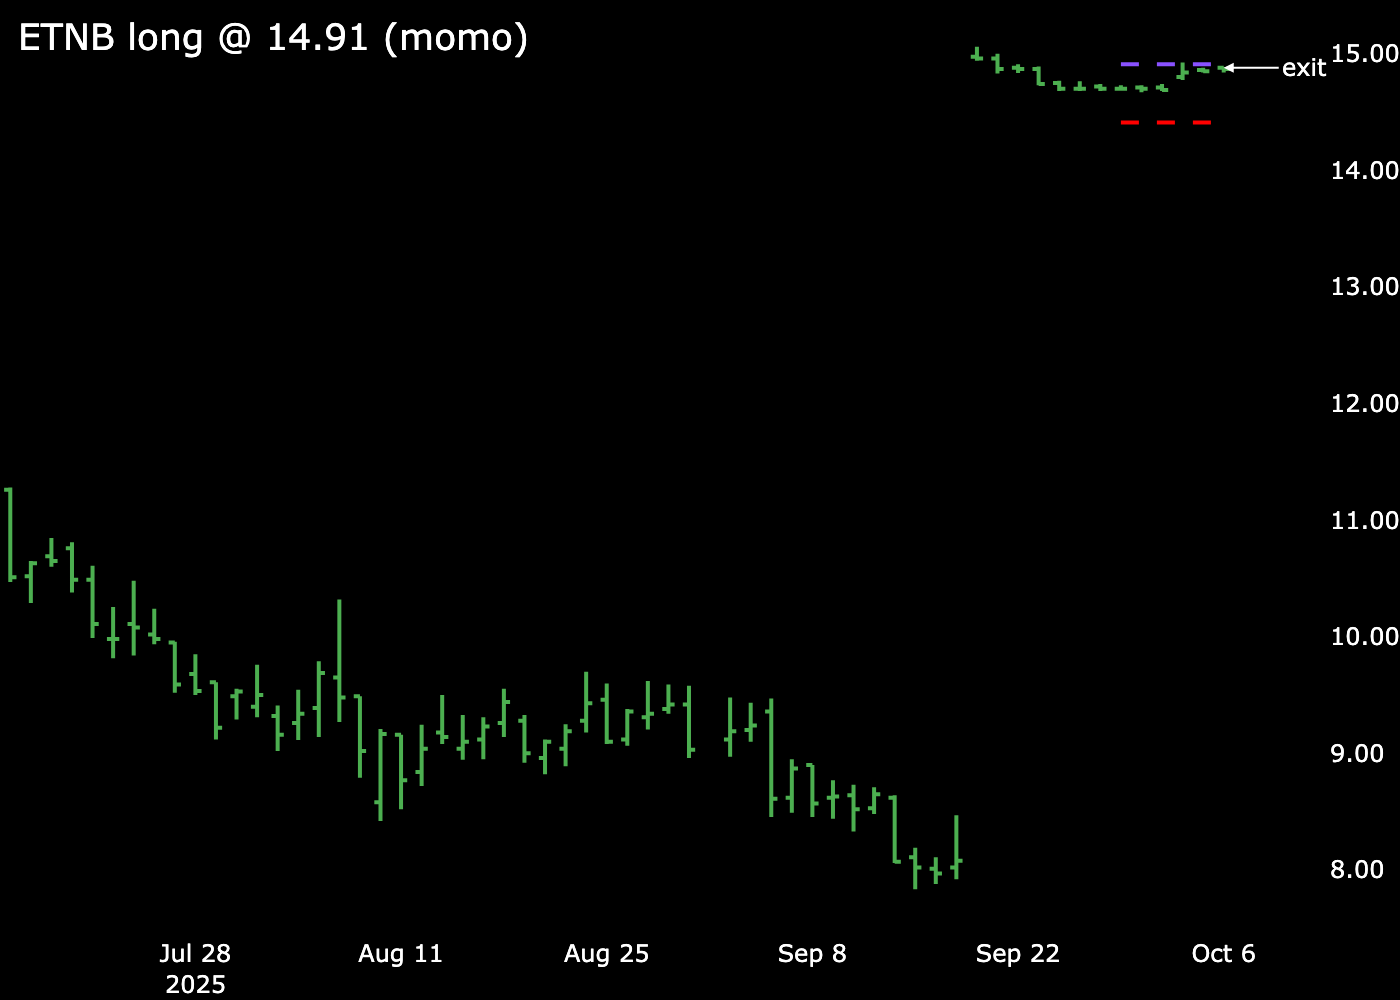 ETNB long @ 14.91 (momo)
15.00
exit
14.00
13.00
12.00
11.00
10.00
9.00
8.00
Jul 28
2025
Aug 11
Aug 25
Sep 8
Sep 22
Oct 6